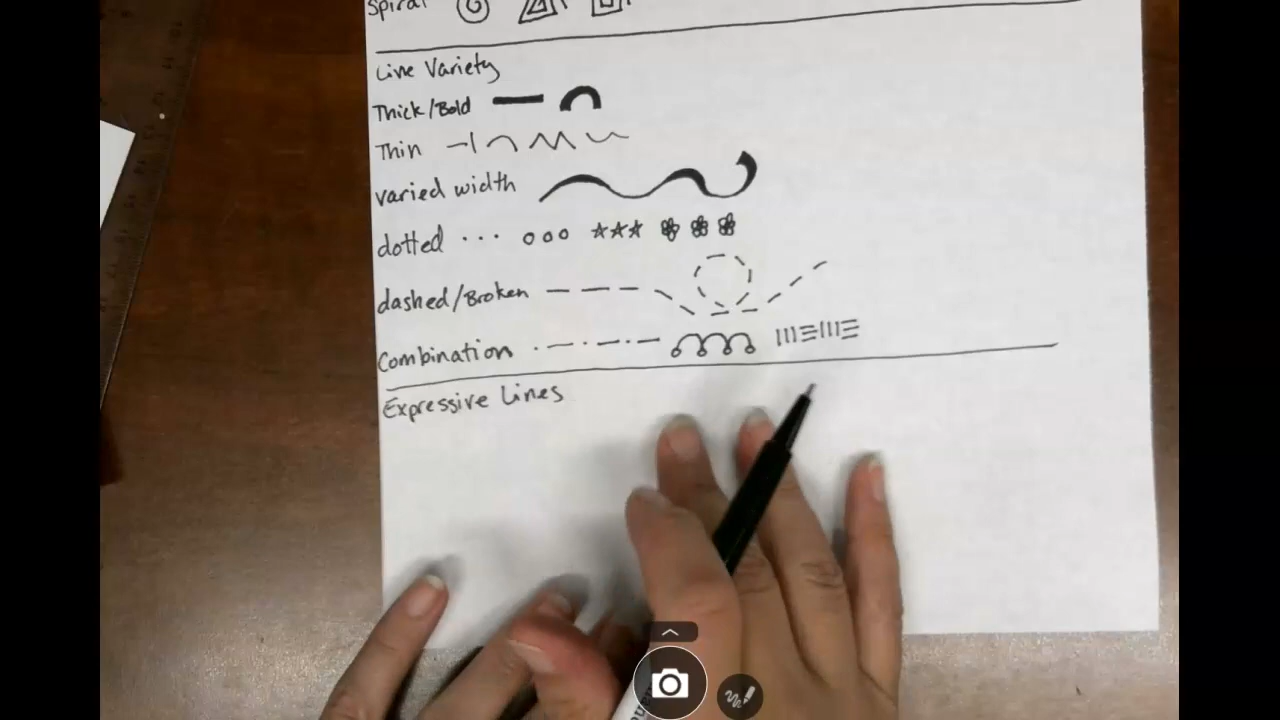 Spiral
Line Variety
Thick/Bold
Thin
varied width
dotted
dashed/Broken
Combination
Expressive Lines